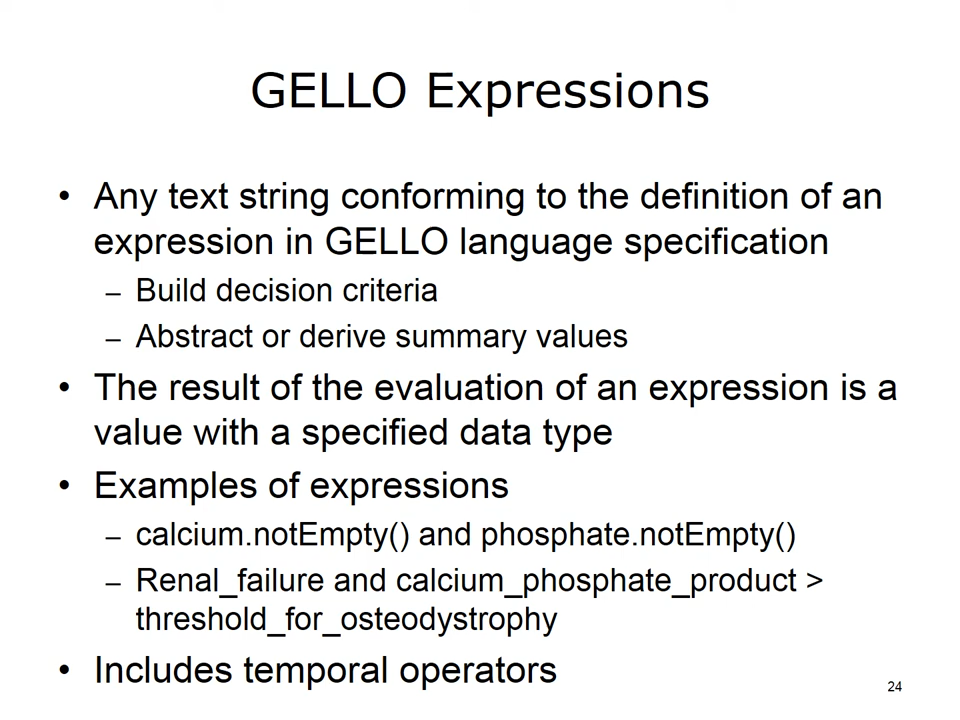 GELLO Expressions
• Any text string conforming to the definition of an
expression in GELLO language specification
– Build decision criteria
– Abstract or derive summary values
• The result of the evaluation of an expression is a
value with a specified data type
• Examples of expressions
– calcium.notEmpty() and phosphate.notEmpty()
– Renal_failure and calcium_phosphate_product >
threshold_for_osteodystrophy
• Includes temporal operators
24